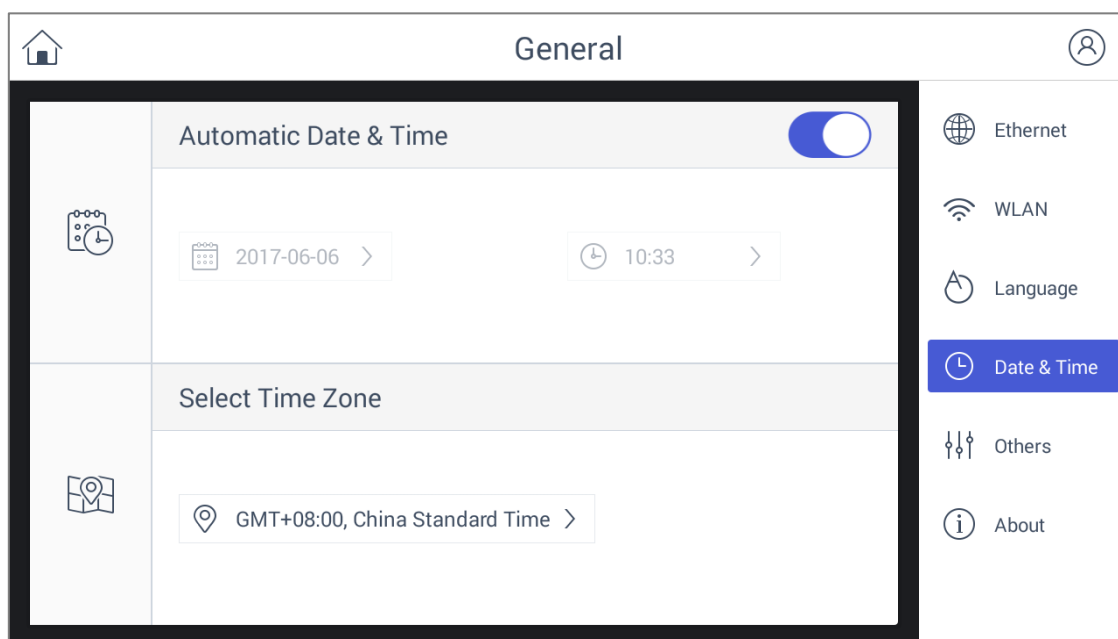 General
Automatic Date & Time
2017-06-06
10:33
Select Time Zone
GMT+08:00, China Standard Time
Ethernet
WLAN
Language
Date & Time
Others
About